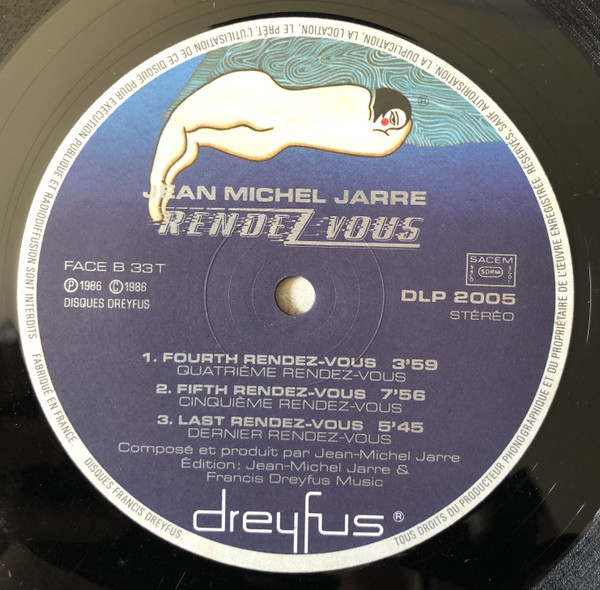 JEAN MICHEL JARRE
RENDEZ VOUS
FACE B 33T
Ⓟ1986 Ⓒ1986
DISQUES DREYFUS
SACEM
SDRM
DLP 2005
STÉRÉO
1. FOURTH RENDEZ-VOUS 3'59
QUATRIÈME RENDEZ-VOUS
2. FIFTH RENDEZ-VOUS 7'56
CINQUIÈME RENDEZ-VOUS
3. LAST RENDEZ-VOUS 5'45
DERNIER RENDEZ-VOUS
Composé et produit par Jean-Michel Jarre
Édition: Jean-Michel Jarre &
Francis Dreyfus Music
dreyfus®
TOUS DROITS DU PRODUCTEUR PHONOGRAPHIQUE ET DU PROPRIÉTAIRE DE L'ŒUVRE ENREGISTRÉE RÉSERVÉS. SAUF AUTORISATION, LA DUPLICATION, LA LOCATION, LE PRÊT, L'UTILISATION DE CE DISQUE POUR EXÉCUTION PUBLIQUE ET RADIODIFFUSION SONT INTERDITS. FABRIQUÉ EN FRANCE. DISQUES FRANCIS DREYFUS.